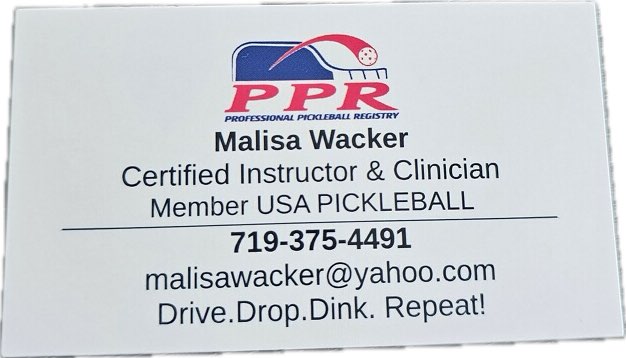 PPR
PROFESSIONAL PICKLEBALL REGISTRY
Malisa Wacker
Certified Instructor & Clinician
Member USA PICKLEBALL
719-375-4491
malisawacker@yahoo.com
Drive.Drop.Dink. Repeat!